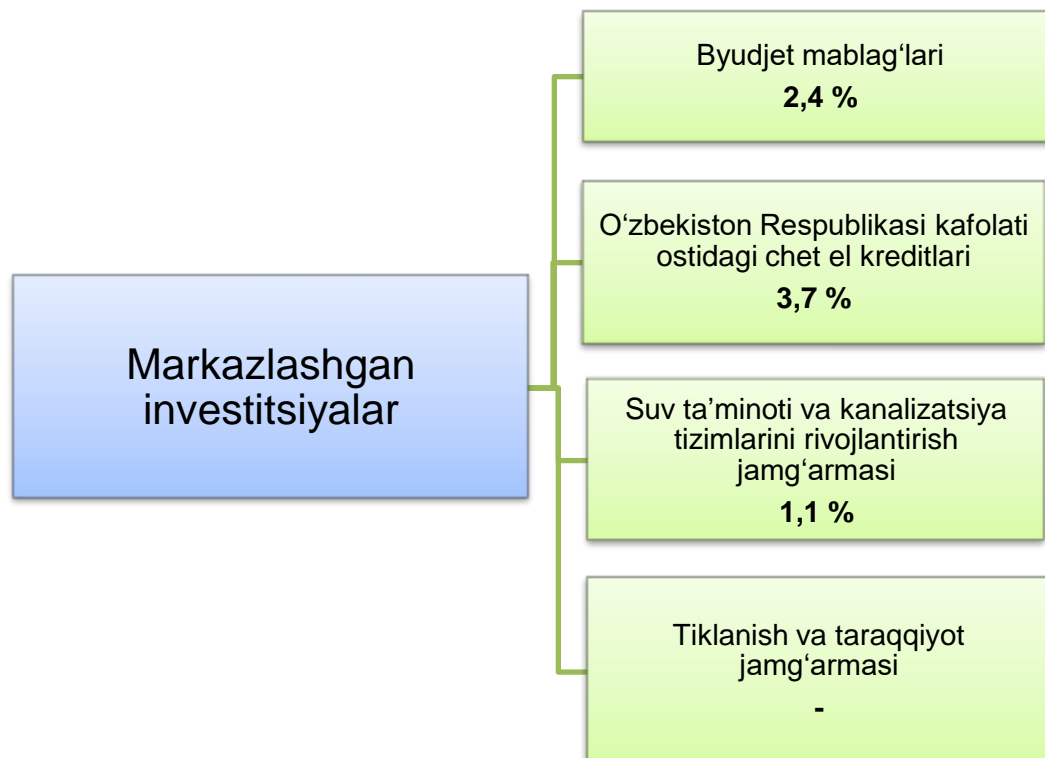 Byudjet mablag‘lari
2,4 %
O‘zbekiston Respublikasi kafolati
ostidagi chet el kreditlari
3,7 %
Markazlashgan
investitsiyalar
Suv ta’minoti va kanalizatsiya
tizimlarini rivojlantirish
jamg‘armasi
1,1 %
Tiklanish va taraqqiyot
jamg‘armasi
-